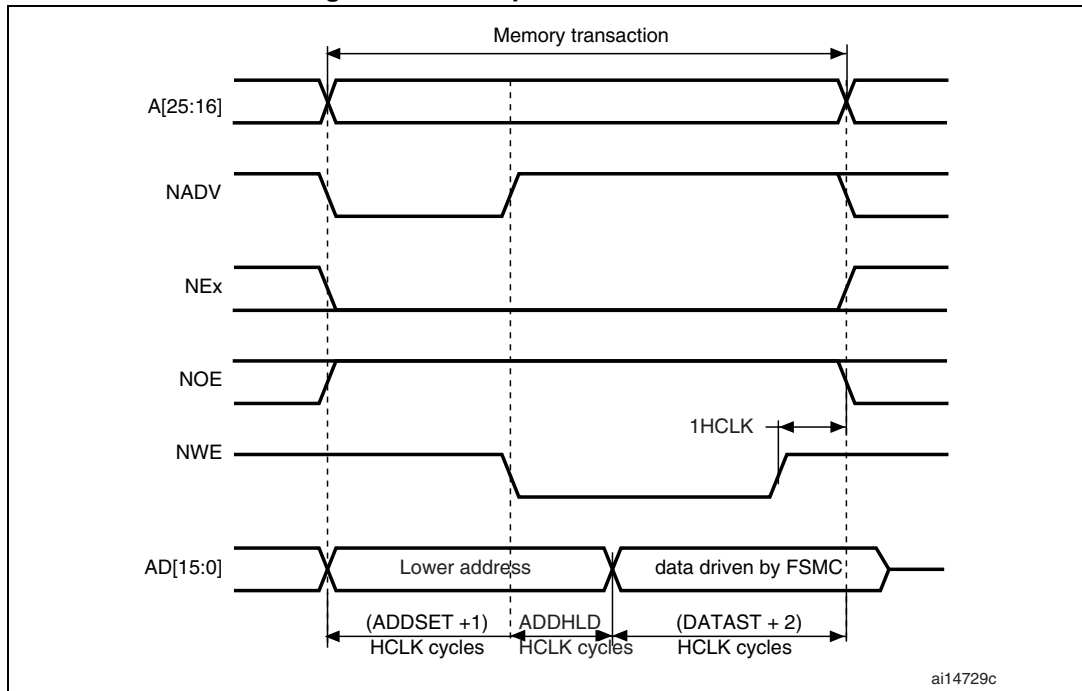 Memory transaction
A[25:16]
NADV
NEx
NOE
1HCLK
NWE
AD[15:0]
Lower address
data driven by FSMC
(ADDSET +1)
HCLK cycles
ADDHLD
HCLK cycles
(DATAST + 2)
HCLK cycles
ai14729c